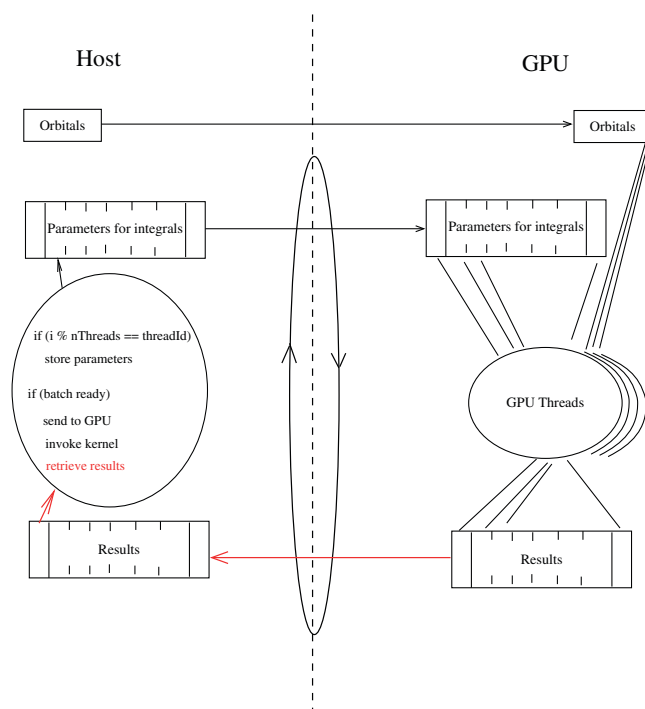 Host
GPU
Orbitals
Orbitals
Parameters for integrals
Parameters for integrals
if (i % nThreads == threadId)
store parameters
if (batch ready)
send to GPU
invoke kernel
retrieve results
GPU Threads
Results
Results